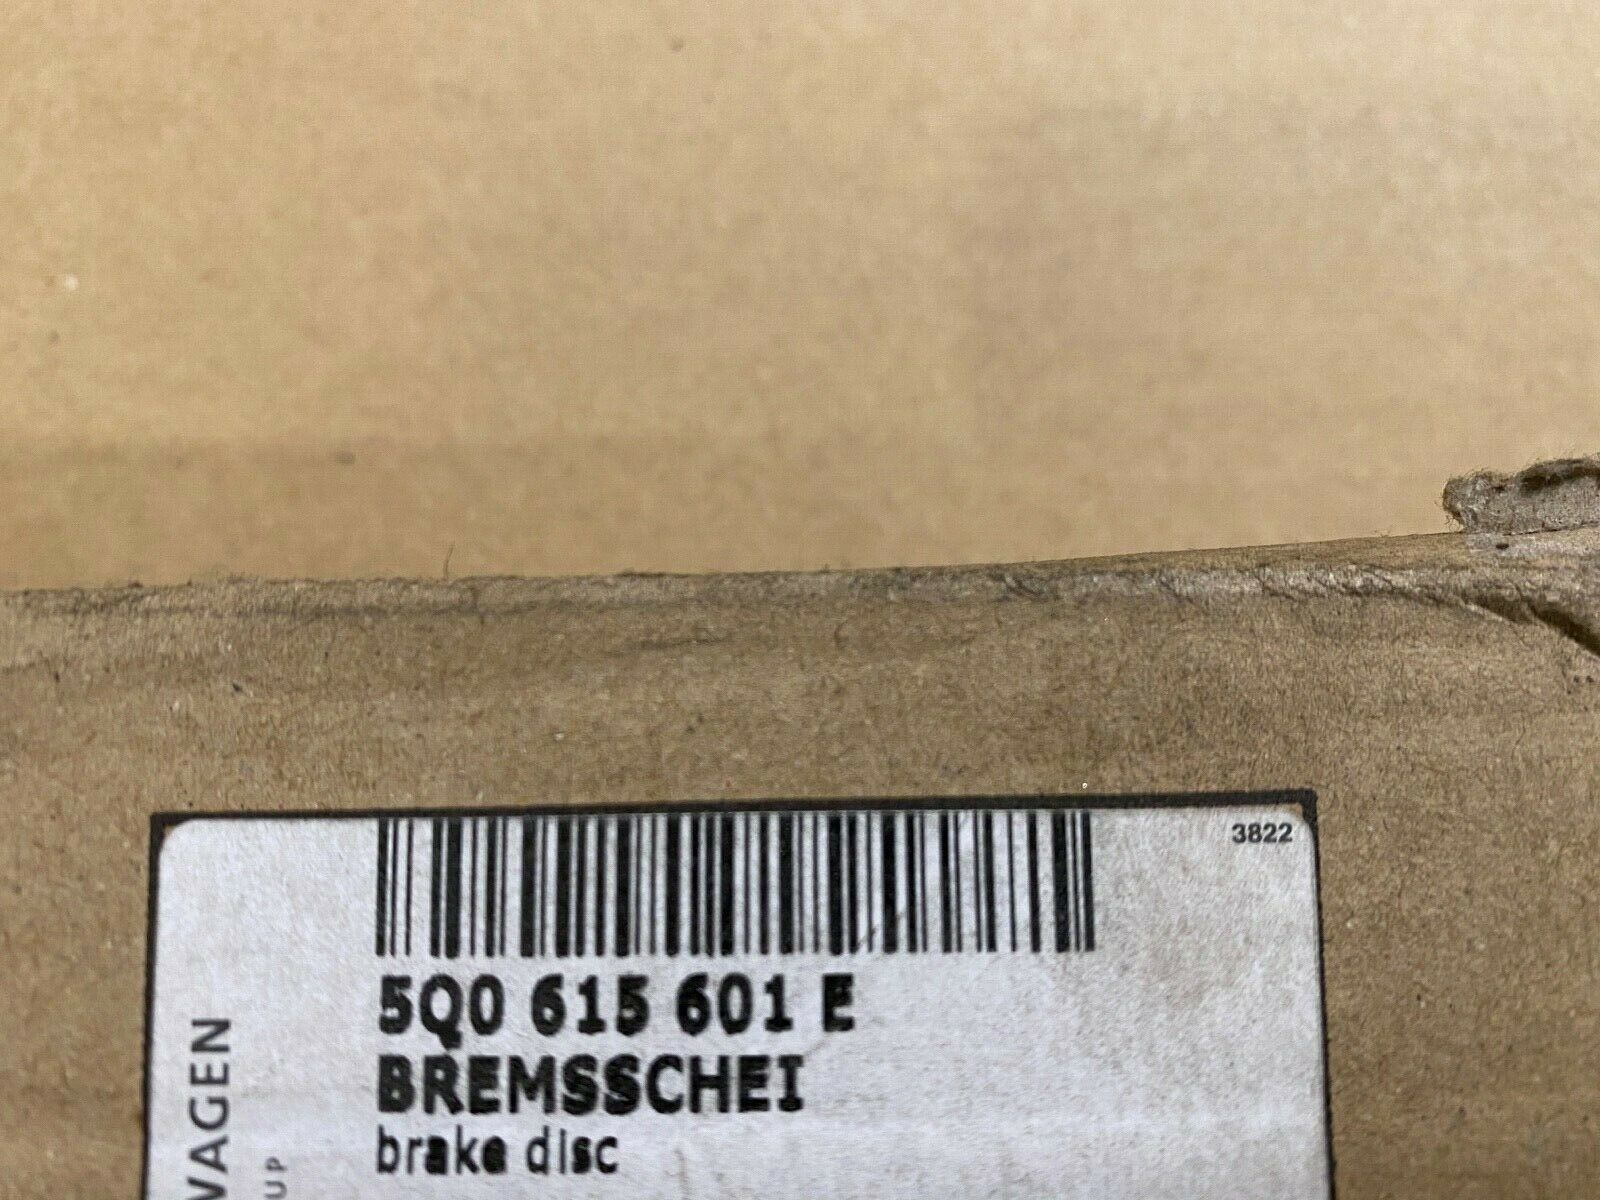 3822
5Q0 615 601 E
BREMSSCHEI
brake disc
WAGEN
UP